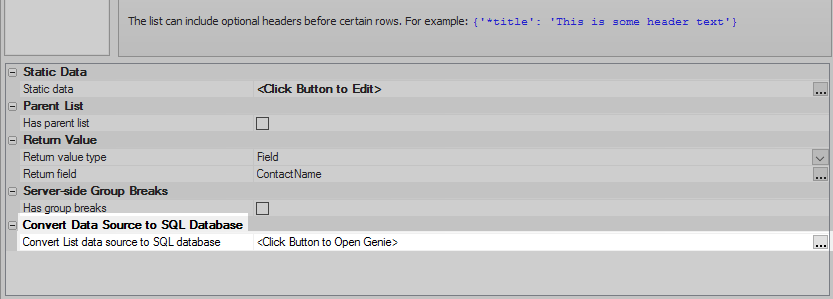 The list can include optional headers before certain rows. For example: {'*title': 'This is some header text'}
Static Data
Static data <Click Button to Edit> ...
Parent List
Has parent list
Return Value
Return value type Field
Return field ContactName ...
Server-side Group Breaks
Has group breaks
Convert Data Source to SQL Database
Convert List data source to SQL database <Click Button to Open Genie> ...